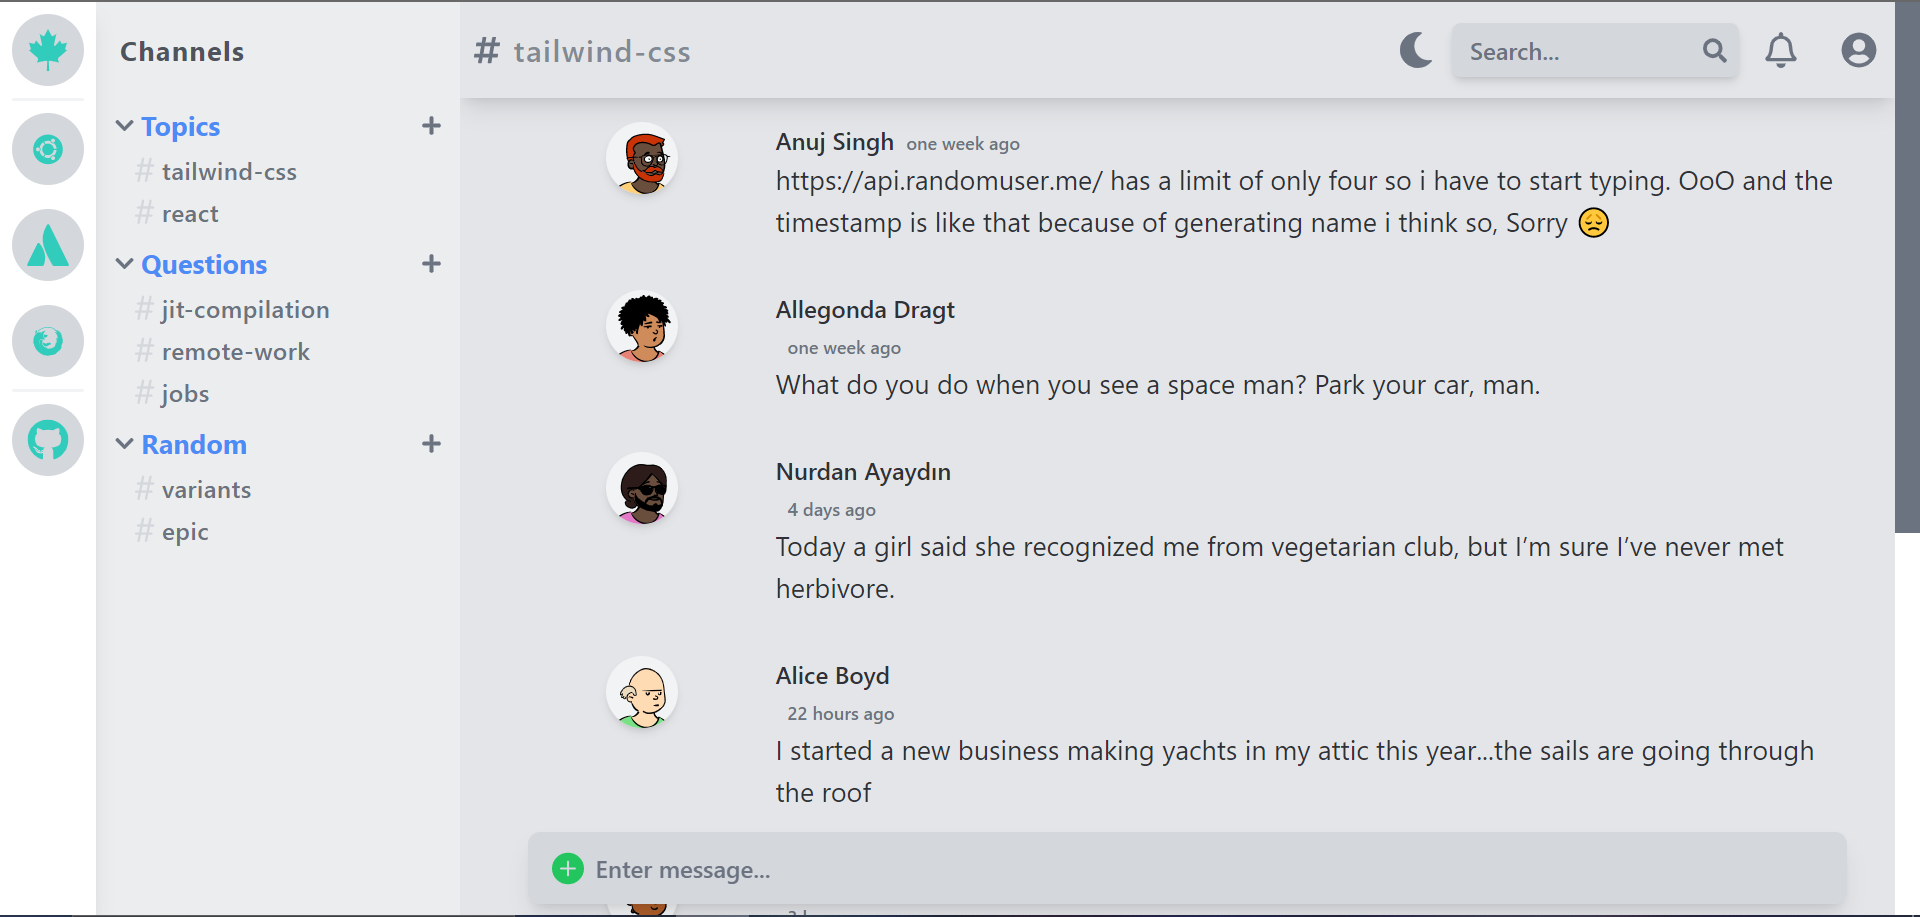 Channels
Topics
# tailwind-css
# react
Questions
# jit-compilation
# remote-work
# jobs
Random
# variants
# epic
# tailwind-css
Search...
Anuj Singh one week ago
https://api.randomuser.me/ has a limit of only four so i have to start typing. OoO and the
timestamp is like that because of generating name i think so, Sorry 😔
Allegonda Dragt
one week ago
What do you do when you see a space man? Park your car, man.
Nurdan Ayaydın
4 days ago
Today a girl said she recognized me from vegetarian club, but I’m sure I’ve never met
herbivore.
Alice Boyd
22 hours ago
I started a new business making yachts in my attic this year...the sails are going through
the roof
Enter message...